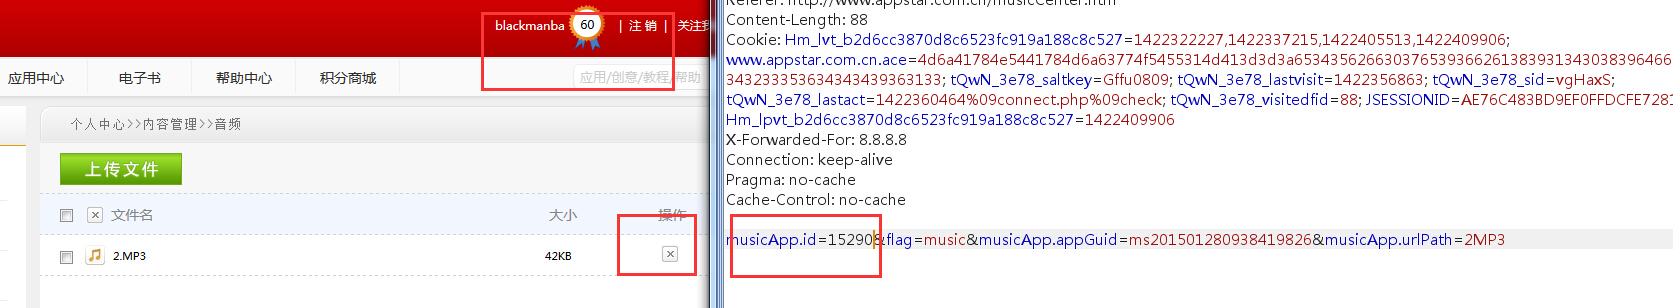 blackmanba 60 | 注 销 | 关注我
应用中心 电子书 帮助中心 积分商城 应用/创意/教程/帮助
个人中心>>内容管理>>音频
上传文件
文件名 大小 操作
2.MP3 42KB
Referer: http://www.appstar.com.cn/musicCenter.htm
Content-Length: 88
Cookie: Hm_lvt_b2d6cc3870d8c6523fc919a188c8c527=1422322227,1422337215,1422405513,1422409906;
www.appstar.com.cn.ace=4d6a41784e5441784d6a63774f5455314d413d3d3a65343562663037653936626138393134303839646
3432333536343434393631 33; tQwN_3e78_saltkey=Gffu0809; tQwN_3e78_lastvisit=1422356863; tQwN_3e78_sid=vgHaxS;
tQwN_3e78_lastact=1422360464%09connect.php%09check; tQwN_3e78_visitedfid=88; JSESSIONID=AE76C483BD9EF0FFDCFE7281
Hm_lpvt_b2d6cc3870d8c6523fc919a188c8c527=1422409906
X-Forwarded-For: 8.8.8.8
Connection: keep-alive
Pragma: no-cache
Cache-Control: no-cache
musicApp.id=15290&flag=music&musicApp.appGuid=ms201501280938419826&musicApp.urlPath=2MP3